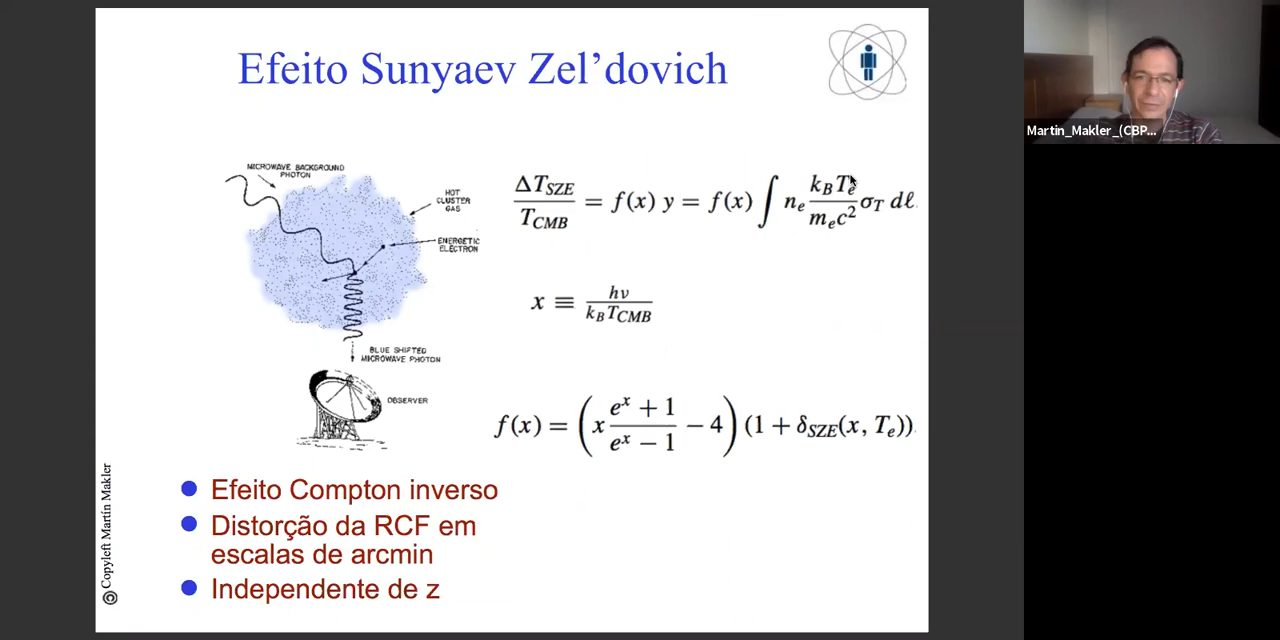 Efeito Sunyaev Zel’dovich
MICROWAVE BACKGROUND
PHOTON
HOT
CLUSTER
GAS
ENERGETIC
ELECTRON
BLUE SHIFTED
MICROWAVE PHOTON
OBSERVER
ΔT_SZE / T_CMB = f(x) y = f(x) ∫ n_e (k_B T_e / m_e c²) σ_T dℓ
x ≡ hν / k_B T_CMB
f(x) = (x (e^x + 1)/(e^x − 1) − 4) (1 + δ_SZE(x, T_e))
Efeito Compton inverso
Distorção da RCF em
escalas de arcmin
Independente de z
© Copyleft Martín Makler
Martin_Makler_(CBP...